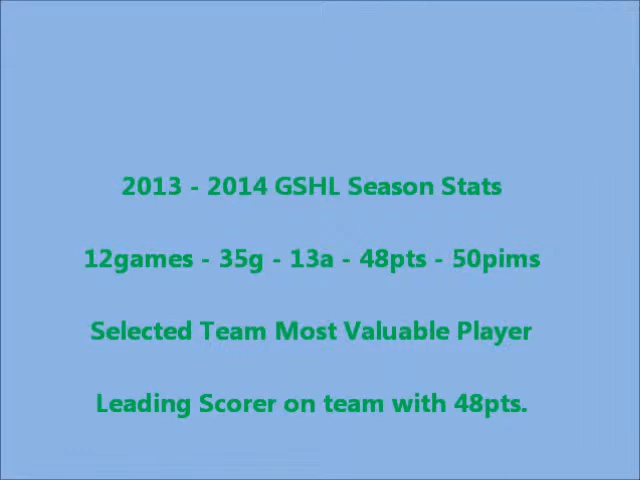 2013 - 2014 GSHL Season Stats
12games - 35g - 13a - 48pts - 50pims
Selected Team Most Valuable Player
Leading Scorer on team with 48pts.